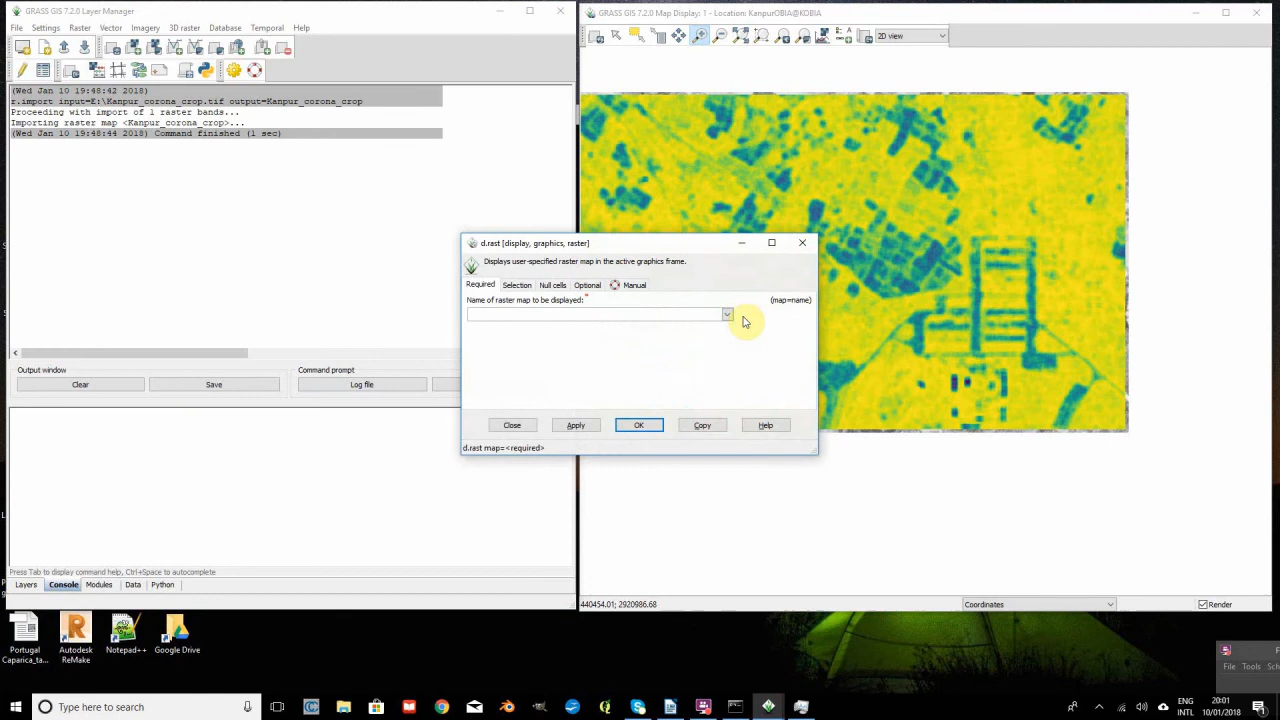 GRASS GIS 7.2.0 Layer Manager
File Settings Raster Vector Imagery 3D raster Database Temporal Help
(Wed Jan 10 19:48:42 2018)
r.import input=E:\Kanpur_corona_crop.tif output=Kanpur_corona_crop
Proceeding with import of 1 raster bands...
Importing raster map <Kanpur_corona_crop>...
(Wed Jan 10 19:48:44 2018) Command finished (1 sec)
Output window
Clear Save
Command prompt
Log file
Press Tab to display command help, Ctrl+Space to autocomplete
Layers Console Modules Data Python
GRASS GIS 7.2.0 Map Display: 1 - Location: KanpurOBIA@KOBIA
2D view
d.rast [display, graphics, raster]
Displays user-specified raster map in the active graphics frame.
Required Selection Null cells Optional Manual
Name of raster map to be displayed: * (map=name)
Close Apply OK Copy Help
d.rast map=<required>
440454.01; 2920986.68
Coordinates
Render
Portugal
Caparica_ta...
Autodesk
ReMake
Notepad++
Google Drive
File Tools
Type here to search
ENG
INTL
20:01
10/01/2018